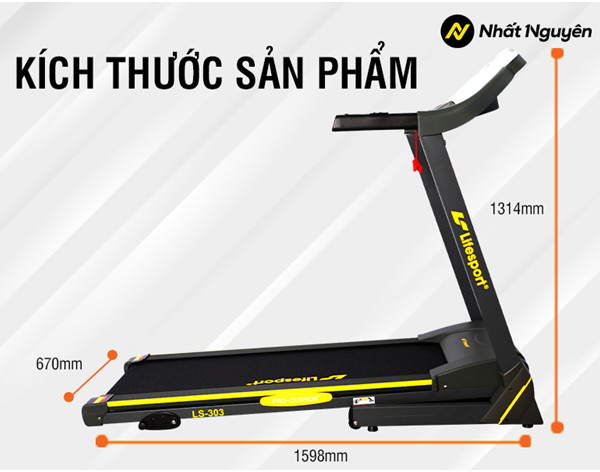 Nhất Nguyên
KÍCH THƯỚC SẢN PHẨM
1314mm
Lifesport®
670mm
Lifesport®
LS-303
1598mm